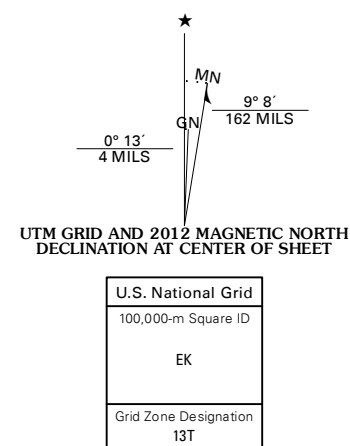 ★
MN
9° 8´
162 MILS
GN
0° 13´
4 MILS
UTM GRID AND 2012 MAGNETIC NORTH
DECLINATION AT CENTER OF SHEET
U.S. National Grid
100,000-m Square ID
EK
Grid Zone Designation
13T